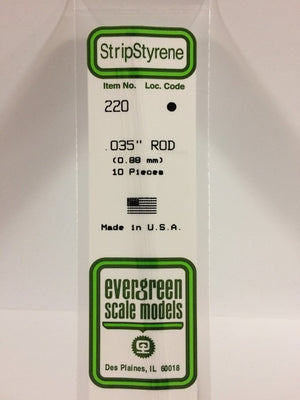 StripStyrene
Item No. Loc. Code
220
.035" ROD
(0.88 mm)
10 Pieces
Made in U.S.A.
evergreen
scale models
Des Plaines, IL 60018